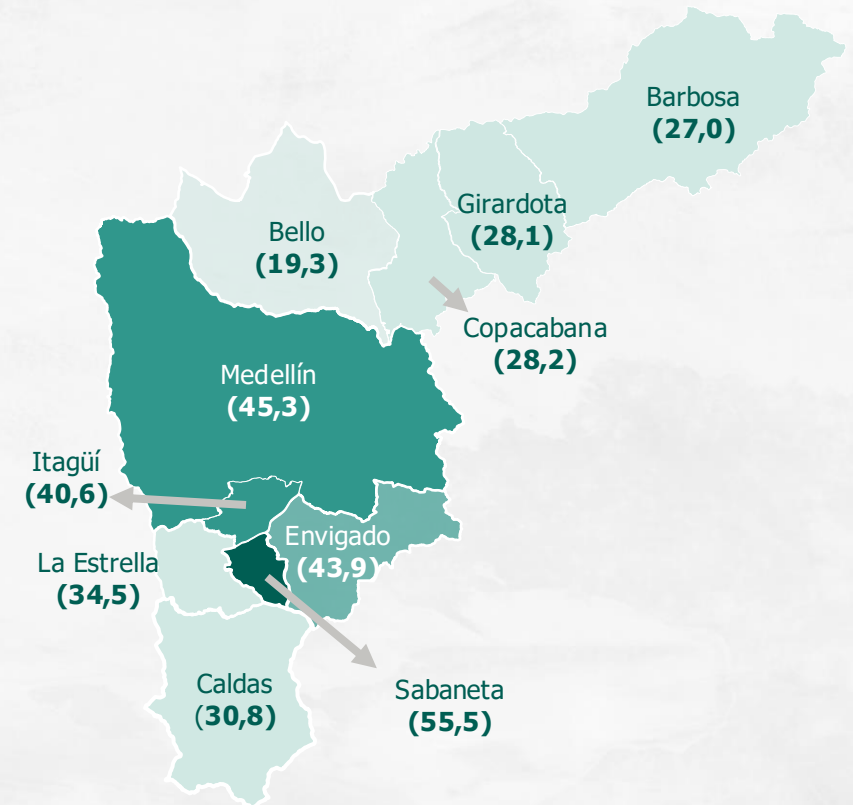 Barbosa
(27,0)
Girardota
(28,1)
Bello
(19,3)
Copacabana
(28,2)
Medellín
(45,3)
Itagüí
(40,6)
Envigado
(43,9)
La Estrella
(34,5)
Caldas
(30,8)
Sabaneta
(55,5)